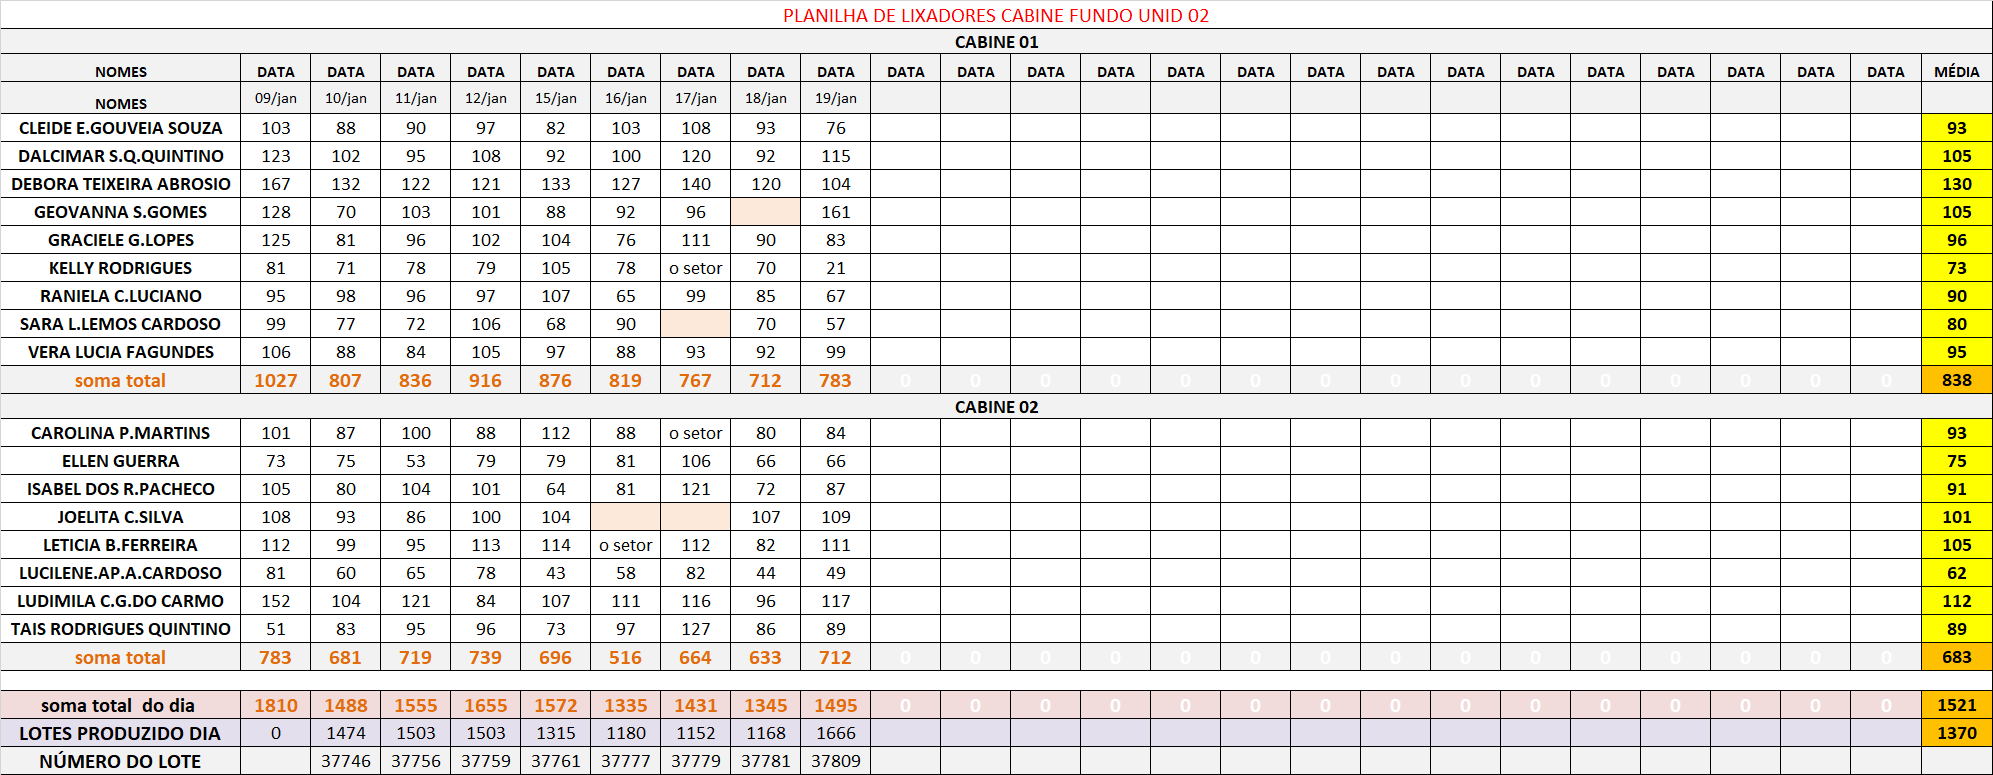 PLANILHA DE LIXADORES CABINE FUNDO UNID 02
CABINE 01
NOMES DATA DATA DATA DATA DATA DATA DATA DATA DATA DATA DATA DATA DATA DATA DATA DATA DATA DATA DATA DATA DATA DATA DATA DATA MÉDIA
NOMES 09/jan 10/jan 11/jan 12/jan 15/jan 16/jan 17/jan 18/jan 19/jan
CLEIDE E.GOUVEIA SOUZA 103 88 90 97 82 103 108 93 76 93
DALCIMAR S.Q.QUINTINO 123 102 95 108 92 100 120 92 115 105
DEBORA TEIXEIRA ABROSIO 167 132 122 121 133 127 140 120 104 130
GEOVANNA S.GOMES 128 70 103 101 88 92 96 161 105
GRACIELE G.LOPES 125 81 96 102 104 76 111 90 83 96
KELLY RODRIGUES 81 71 78 79 105 78 o setor 70 21 73
RANIELA C.LUCIANO 95 98 96 97 107 65 99 85 67 90
SARA L.LEMOS CARDOSO 99 77 72 106 68 90 70 57 80
VERA LUCIA FAGUNDES 106 88 84 105 97 88 93 92 99 95
soma total 1027 807 836 916 876 819 767 712 783 0 0 0 0 0 0 0 0 0 0 0 0 0 0 0 838
CABINE 02
CAROLINA P.MARTINS 101 87 100 88 112 88 o setor 80 84 93
ELLEN GUERRA 73 75 53 79 79 81 106 66 66 75
ISABEL DOS R.PACHECO 105 80 104 101 64 81 121 72 87 91
JOELITA C.SILVA 108 93 86 100 104 107 109 101
LETICIA B.FERREIRA 112 99 95 113 114 o setor 112 82 111 105
LUCILENE.AP.A.CARDOSO 81 60 65 78 43 58 82 44 49 62
LUDIMILA C.G.DO CARMO 152 104 121 84 107 111 116 96 117 112
TAIS RODRIGUES QUINTINO 51 83 95 96 73 97 127 86 89 89
soma total 783 681 719 739 696 516 664 633 712 0 0 0 0 0 0 0 0 0 0 0 0 0 0 0 683
soma total do dia 1810 1488 1555 1655 1572 1335 1431 1345 1495 0 0 0 0 0 0 0 0 0 0 0 0 0 0 0 1521
LOTES PRODUZIDO DIA 0 1474 1503 1503 1315 1180 1152 1168 1666 1370
NÚMERO DO LOTE 37746 37756 37759 37761 37777 37779 37781 37809